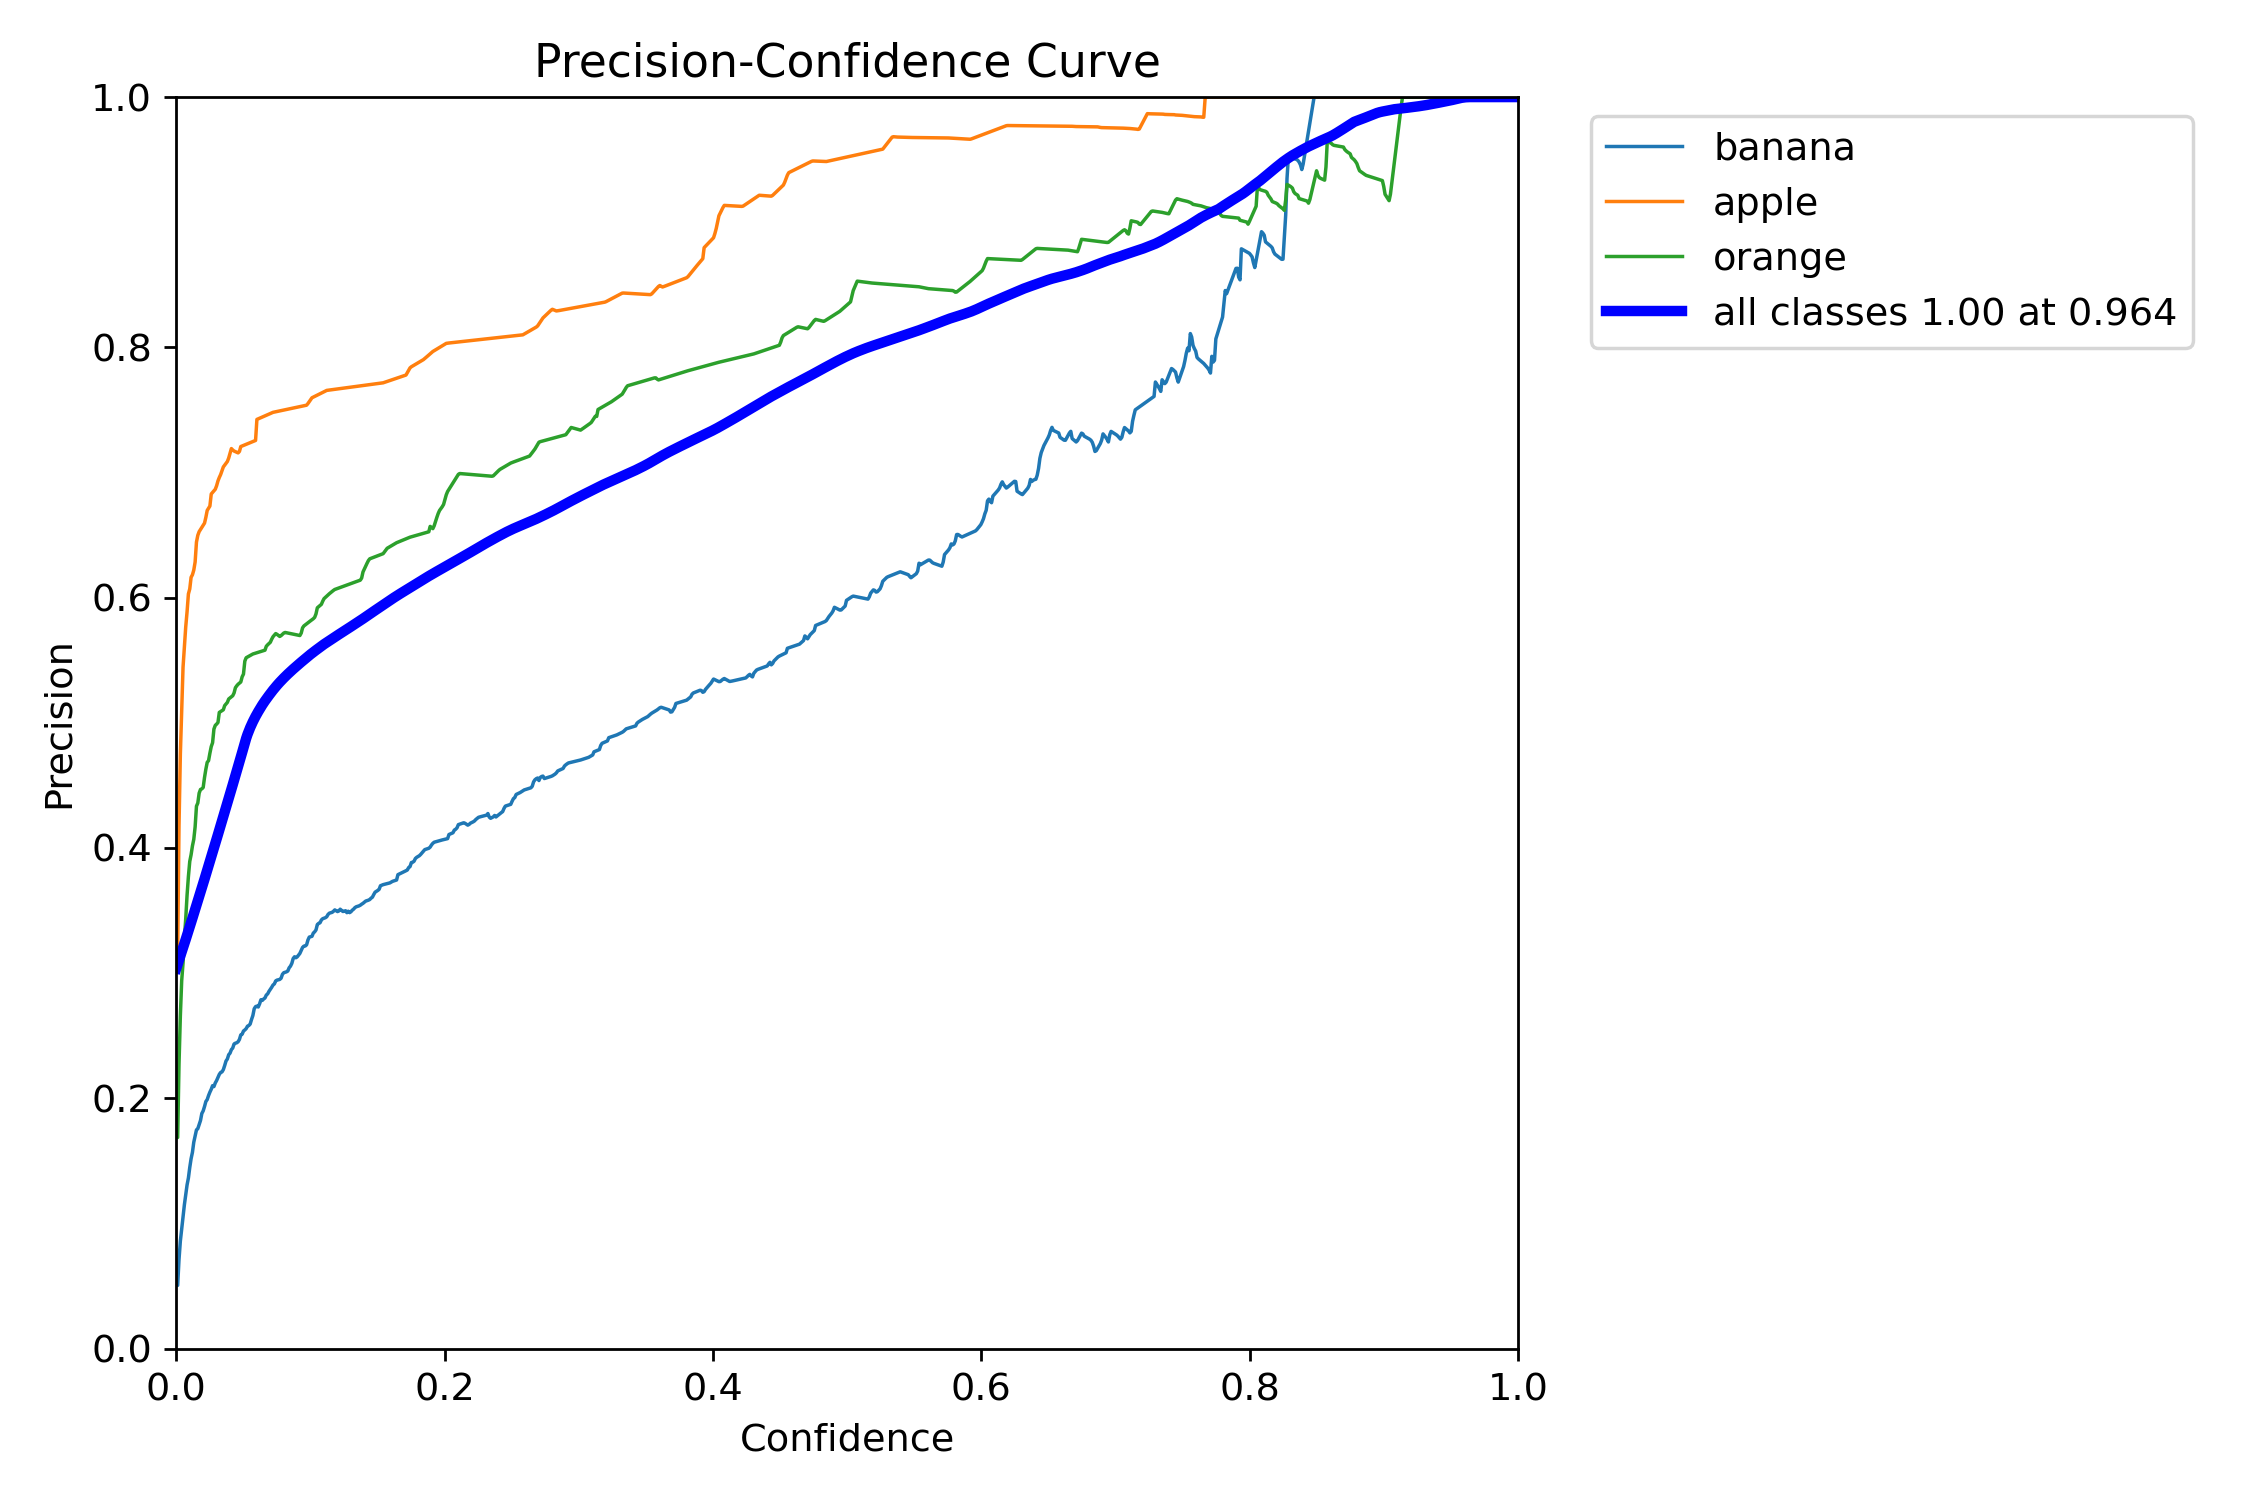 Precision-Confidence Curve
1.0
0.8
0.6
0.4
0.2
0.0
Precision
0.0 0.2 0.4 0.6 0.8 1.0
Confidence
banana
apple
orange
all classes 1.00 at 0.964